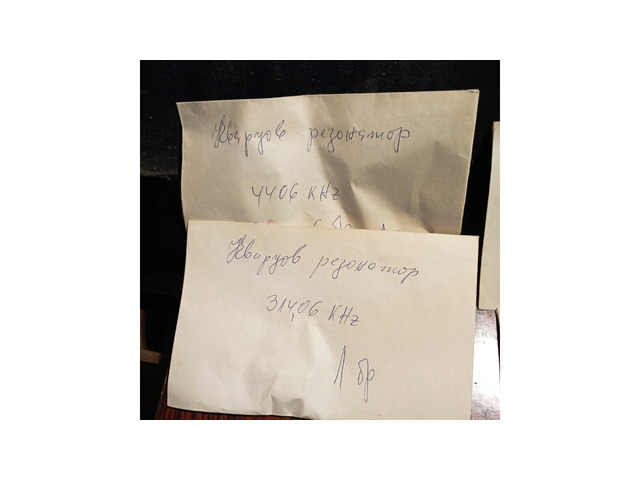 Кварцов резонатор
4406 KHz
Кварцов резонатор
31406 KHz
1 бр